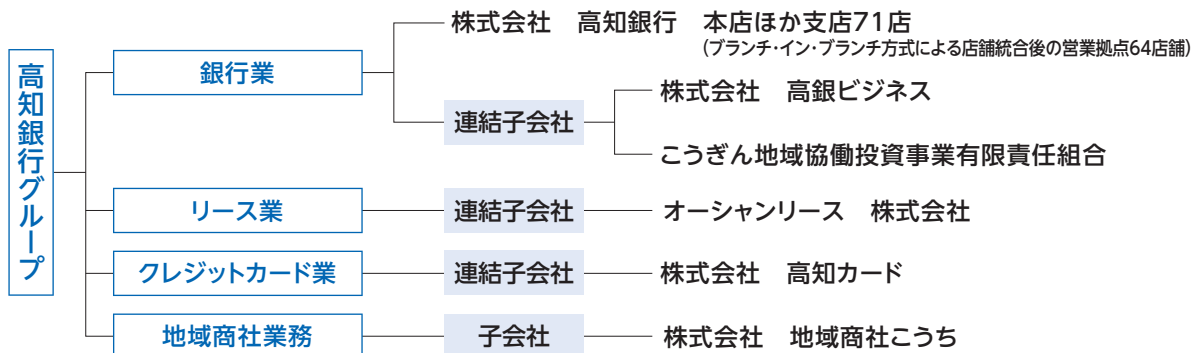 高知銀行グループ
銀行業
株式会社　高知銀行　本店ほか支店71店
(ブランチ・イン・ブランチ方式による店舗統合後の営業拠点64店舗)
連結子会社
株式会社　高銀ビジネス
こうぎん地域協働投資事業有限責任組合
リース業
連結子会社
オーシャンリース　株式会社
クレジットカード業
連結子会社
株式会社　高知カード
地域商社業務
子会社
株式会社　地域商社こうち